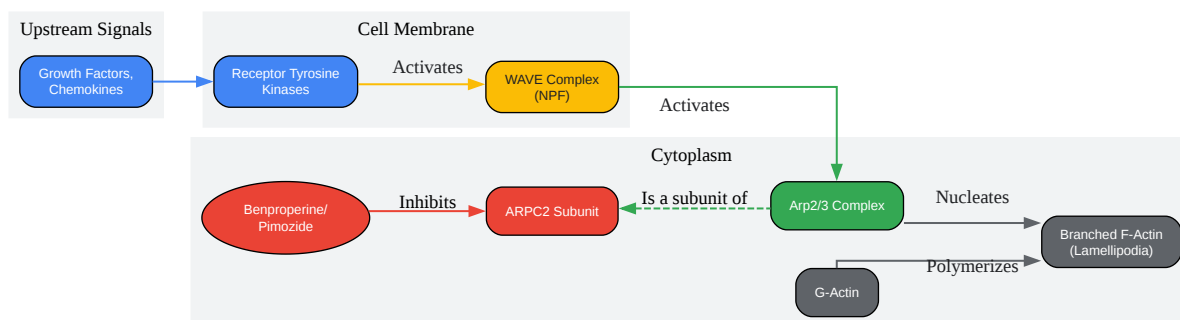 Upstream Signals
Cell Membrane
Growth Factors,
Chemokines
Receptor Tyrosine
Kinases
Activates
WAVE Complex
(NPF)
Activates
Cytoplasm
Benproperine/
Pimozide
Inhibits
ARPC2 Subunit
Is a subunit of
Arp2/3 Complex
Nucleates
Branched F-Actin
(Lamellipodia)
Polymerizes
G-Actin